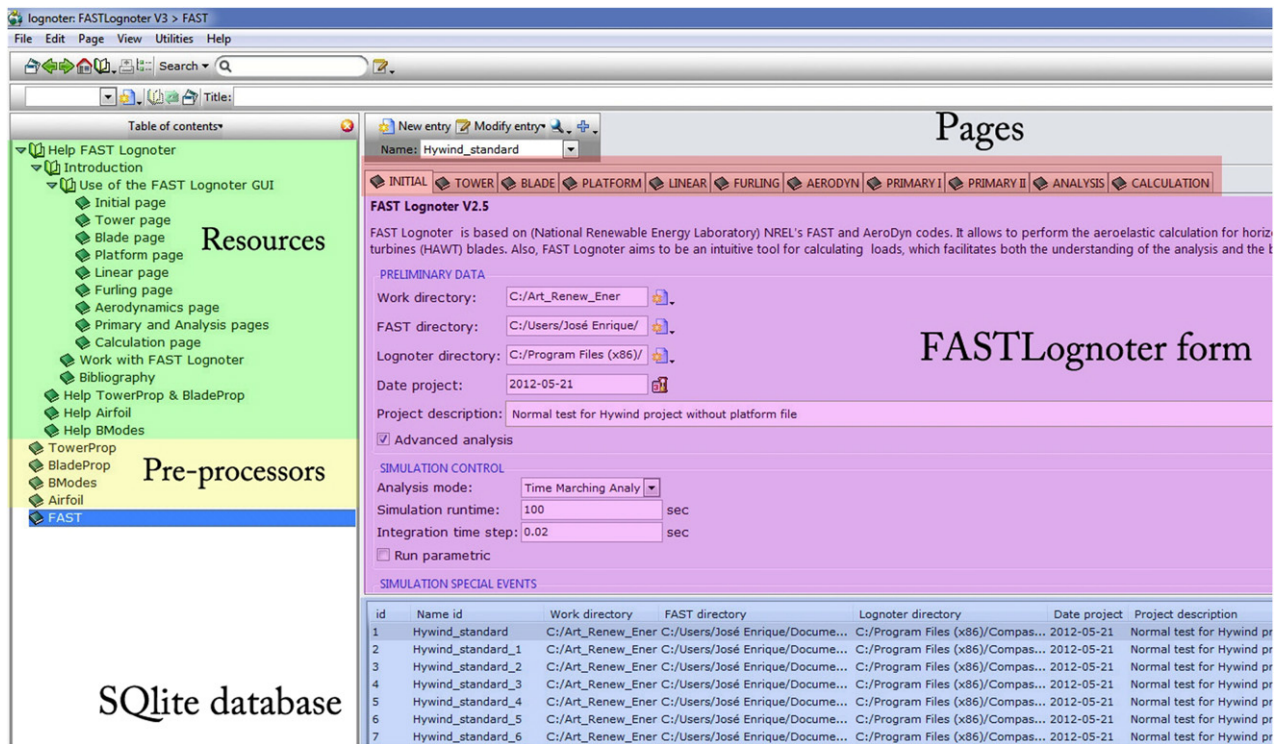 lognoter: FASTLognoter V3 > FAST
File Edit Page View Utilities Help
Search
Title:
Table of contents
Help FAST Lognoter
Introduction
Use of the FAST Lognoter GUI
Initial page
Tower page
Blade page
Platform page
Linear page
Furling page
Aerodynamics page
Primary and Analysis pages
Calculation page
Work with FAST Lognoter
Bibliography
Help TowerProp & BladeProp
Help Airfoil
Help BModes
TowerProp
BladeProp
BModes
Airfoil
FAST
Resources
Pre-processors
SQlite database
New entry Modify entry
Pages
Name: Hywind_standard
INITIAL TOWER BLADE PLATFORM LINEAR FURLING AERODYN PRIMARY I PRIMARY II ANALYSIS CALCULATION
FAST Lognoter V2.5
FAST Lognoter is based on (National Renewable Energy Laboratory) NREL's FAST and AeroDyn codes. It allows to perform the aeroelastic calculation for
turbines (HAWT) blades. Also, FAST Lognoter aims to be an intuitive tool for calculating loads, which facilitates both the understanding of the analysis and the
PRELIMINARY DATA
Work directory: C:/Art_Renew_Ener
FAST directory: C:/Users/José Enrique/
Lognoter directory: C:/Program Files (x86)/
FASTLognoter form
Date project: 2012-05-21
Project description: Normal test for Hywind project without platform file
Advanced analysis
SIMULATION CONTROL
Analysis mode: Time Marching Analy
Simulation runtime: 100 sec
Integration time step: 0.02 sec
Run parametric
SIMULATION SPECIAL EVENTS
id Name id Work directory FAST directory Lognoter directory Date project Project description
1 Hywind_standard C:/Art_Renew_Ener C:/Users/José Enrique/Docume... C:/Program Files (x86)/Compas... 2012-05-21 Normal test for Hywind pr
2 Hywind_standard_1 C:/Art_Renew_Ener C:/Users/José Enrique/Docume... C:/Program Files (x86)/Compas... 2012-05-21 Normal test for Hywind pr
3 Hywind_standard_2 C:/Art_Renew_Ener C:/Users/José Enrique/Docume... C:/Program Files (x86)/Compas... 2012-05-21 Normal test for Hywind pr
4 Hywind_standard_3 C:/Art_Renew_Ener C:/Users/José Enrique/Docume... C:/Program Files (x86)/Compas... 2012-05-21 Normal test for Hywind pr
5 Hywind_standard_4 C:/Art_Renew_Ener C:/Users/José Enrique/Docume... C:/Program Files (x86)/Compas... 2012-05-21 Normal test for Hywind pr
6 Hywind_standard_5 C:/Art_Renew_Ener C:/Users/José Enrique/Docume... C:/Program Files (x86)/Compas... 2012-05-21 Normal test for Hywind pr
7 Hywind_standard_6 C:/Art_Renew_Ener C:/Users/José Enrique/Docume... C:/Program Files (x86)/Compas... 2012-05-21 Normal test for Hywind pr